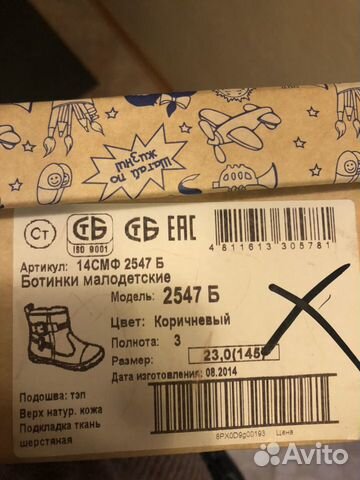 Шагай по
жизни!
Ст
СТБ
ISO 9001
СТБ
EAC
4 811613 305781
Артикул: 14СМФ 2547 Б
Ботинки малодетские
Модель: 2547 Б
Цвет: Коричневый
Полнота: 3
Размер: 23,0(145)
Дата изготовления: 08.2014
Подошва: тэп
Верх натур. кожа
Подкладка ткань
шерстяная
8PX0D9p00193 Цена
Avito